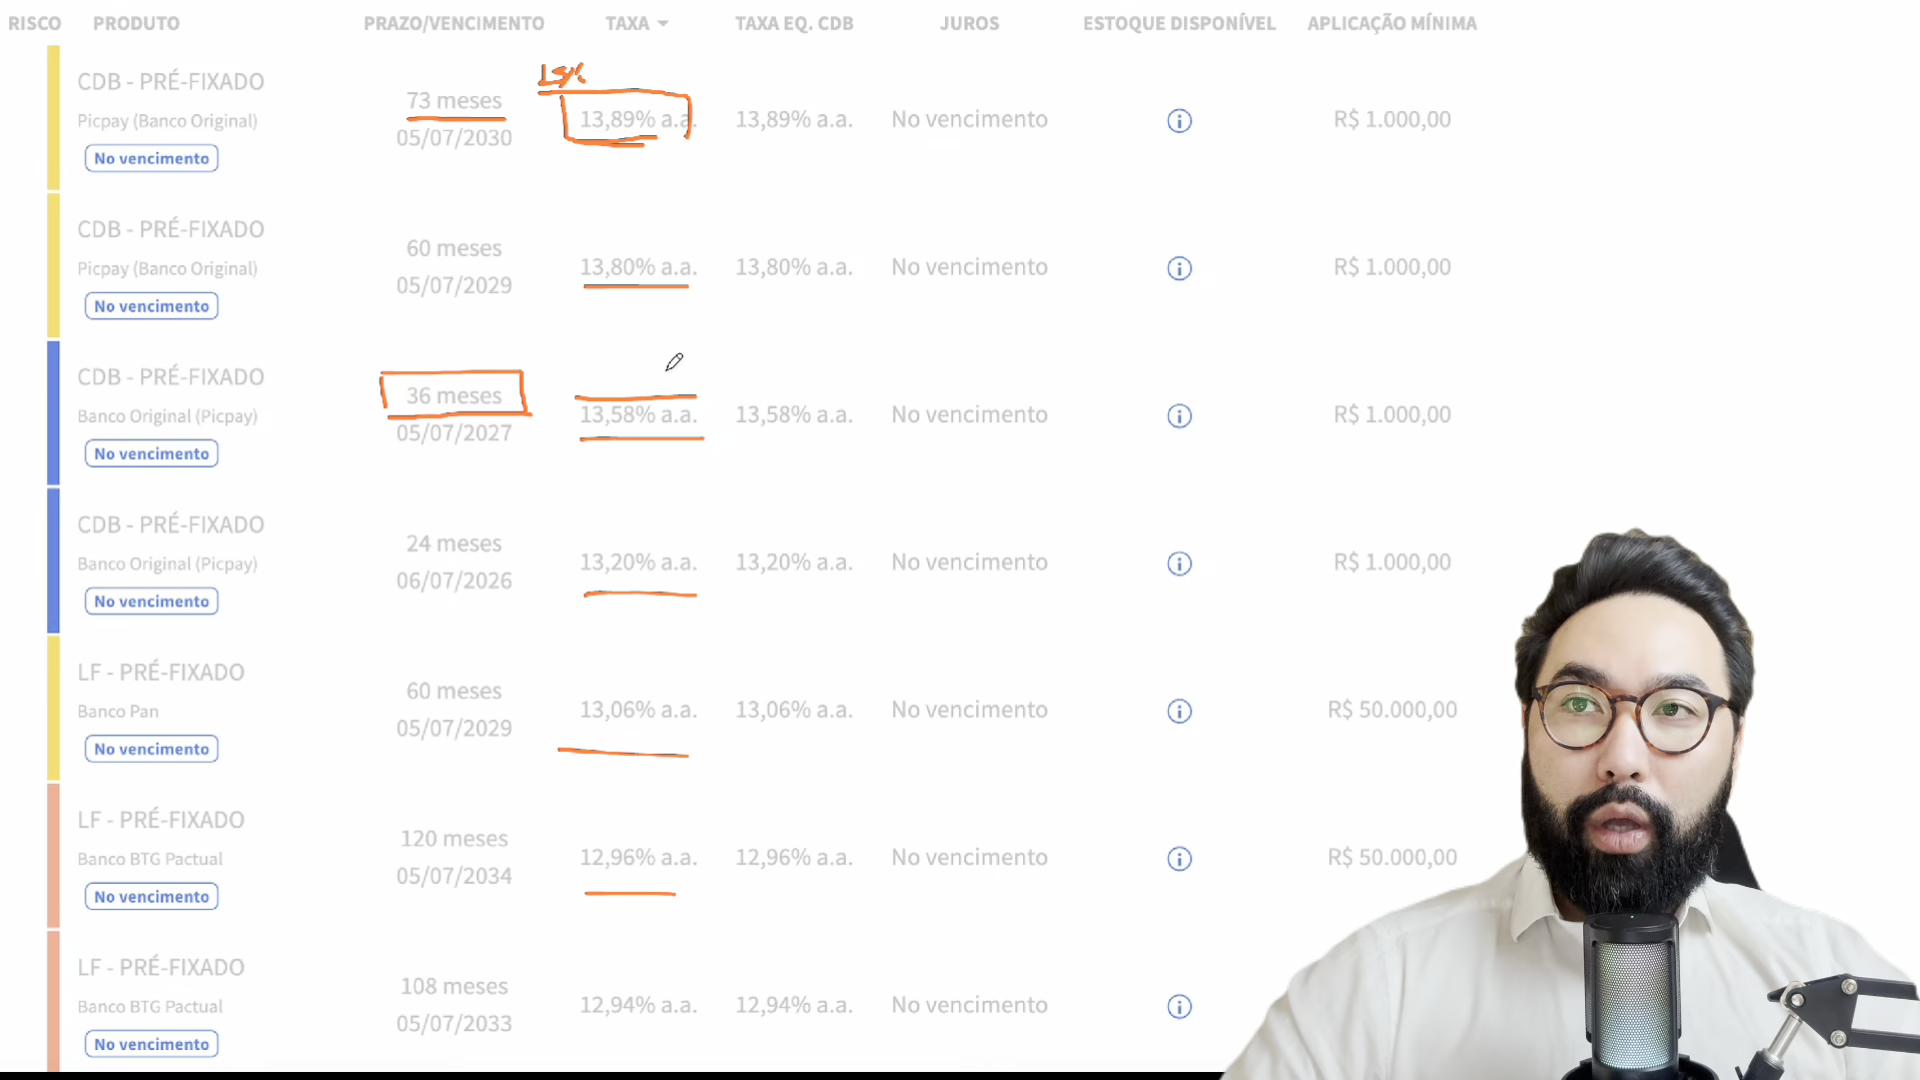 RISCO PRODUTO PRAZO/VENCIMENTO TAXA TAXA EQ. CDB JUROS ESTOQUE DISPONÍVEL APLICAÇÃO MÍNIMA
15%
CDB - PRÉ-FIXADO
Picpay (Banco Original)
No vencimento
73 meses
05/07/2030
13,89% a.a. 13,89% a.a. No vencimento R$ 1.000,00
CDB - PRÉ-FIXADO
Picpay (Banco Original)
No vencimento
60 meses
05/07/2029
13,80% a.a. 13,80% a.a. No vencimento R$ 1.000,00
CDB - PRÉ-FIXADO
Banco Original (Picpay)
No vencimento
36 meses
05/07/2027
13,58% a.a. 13,58% a.a. No vencimento R$ 1.000,00
CDB - PRÉ-FIXADO
Banco Original (Picpay)
No vencimento
24 meses
06/07/2026
13,20% a.a. 13,20% a.a. No vencimento R$ 1.000,00
LF - PRÉ-FIXADO
Banco Pan
No vencimento
60 meses
05/07/2029
13,06% a.a. 13,06% a.a. No vencimento R$ 50.000,00
LF - PRÉ-FIXADO
Banco BTG Pactual
No vencimento
120 meses
05/07/2034
12,96% a.a. 12,96% a.a. No vencimento R$ 50.000,00
LF - PRÉ-FIXADO
Banco BTG Pactual
No vencimento
108 meses
05/07/2033
12,94% a.a. 12,94% a.a. No vencimento